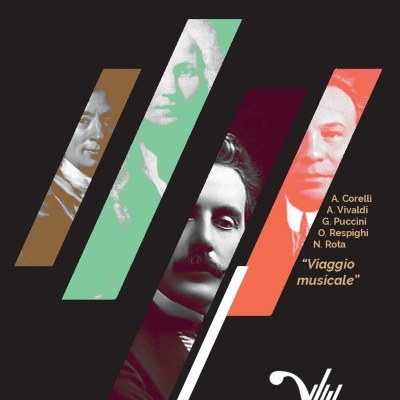 A. Corelli
A. Vivaldi
G. Puccini
O. Respighi
N. Rota
“Viaggio
musicale”